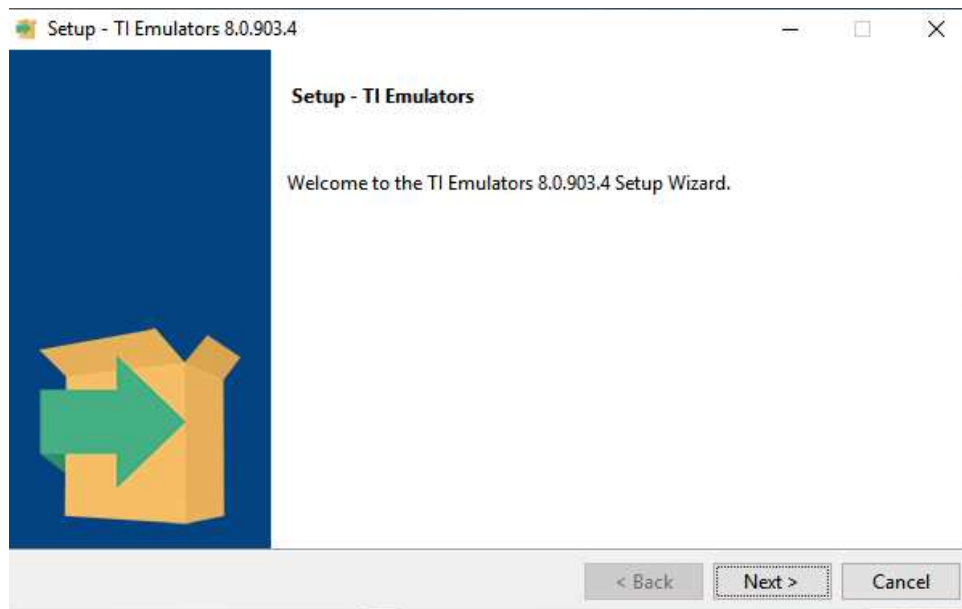 Setup - TI Emulators 8.0.903.4
Setup - TI Emulators
Welcome to the TI Emulators 8.0.903.4 Setup Wizard.
< Back Next > Cancel